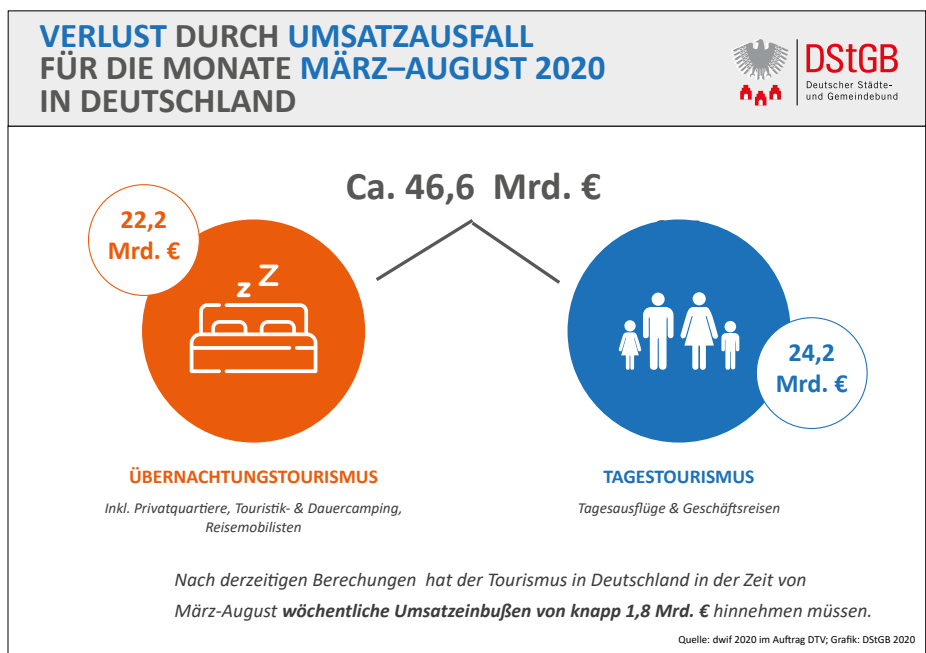 VERLUST DURCH UMSATZAUSFALL
FÜR DIE MONATE MÄRZ–AUGUST 2020
IN DEUTSCHLAND
DStGB
Deutscher Städte-
und Gemeindebund
Ca. 46,6 Mrd. €
22,2
Mrd. €
z Z
24,2
Mrd. €
ÜBERNACHTUNGSTOURISMUS
Inkl. Privatquartiere, Touristik- & Dauercamping,
Reisemobilisten
TAGESTOURISMUS
Tagesausflüge & Geschäftsreisen
Nach derzeitigen Berechungen hat der Tourismus in Deutschland in der Zeit von
März-August wöchentliche Umsatzeinbußen von knapp 1,8 Mrd. € hinnehmen müssen.
Quelle: dwif 2020 im Auftrag DTV; Grafik: DStGB 2020